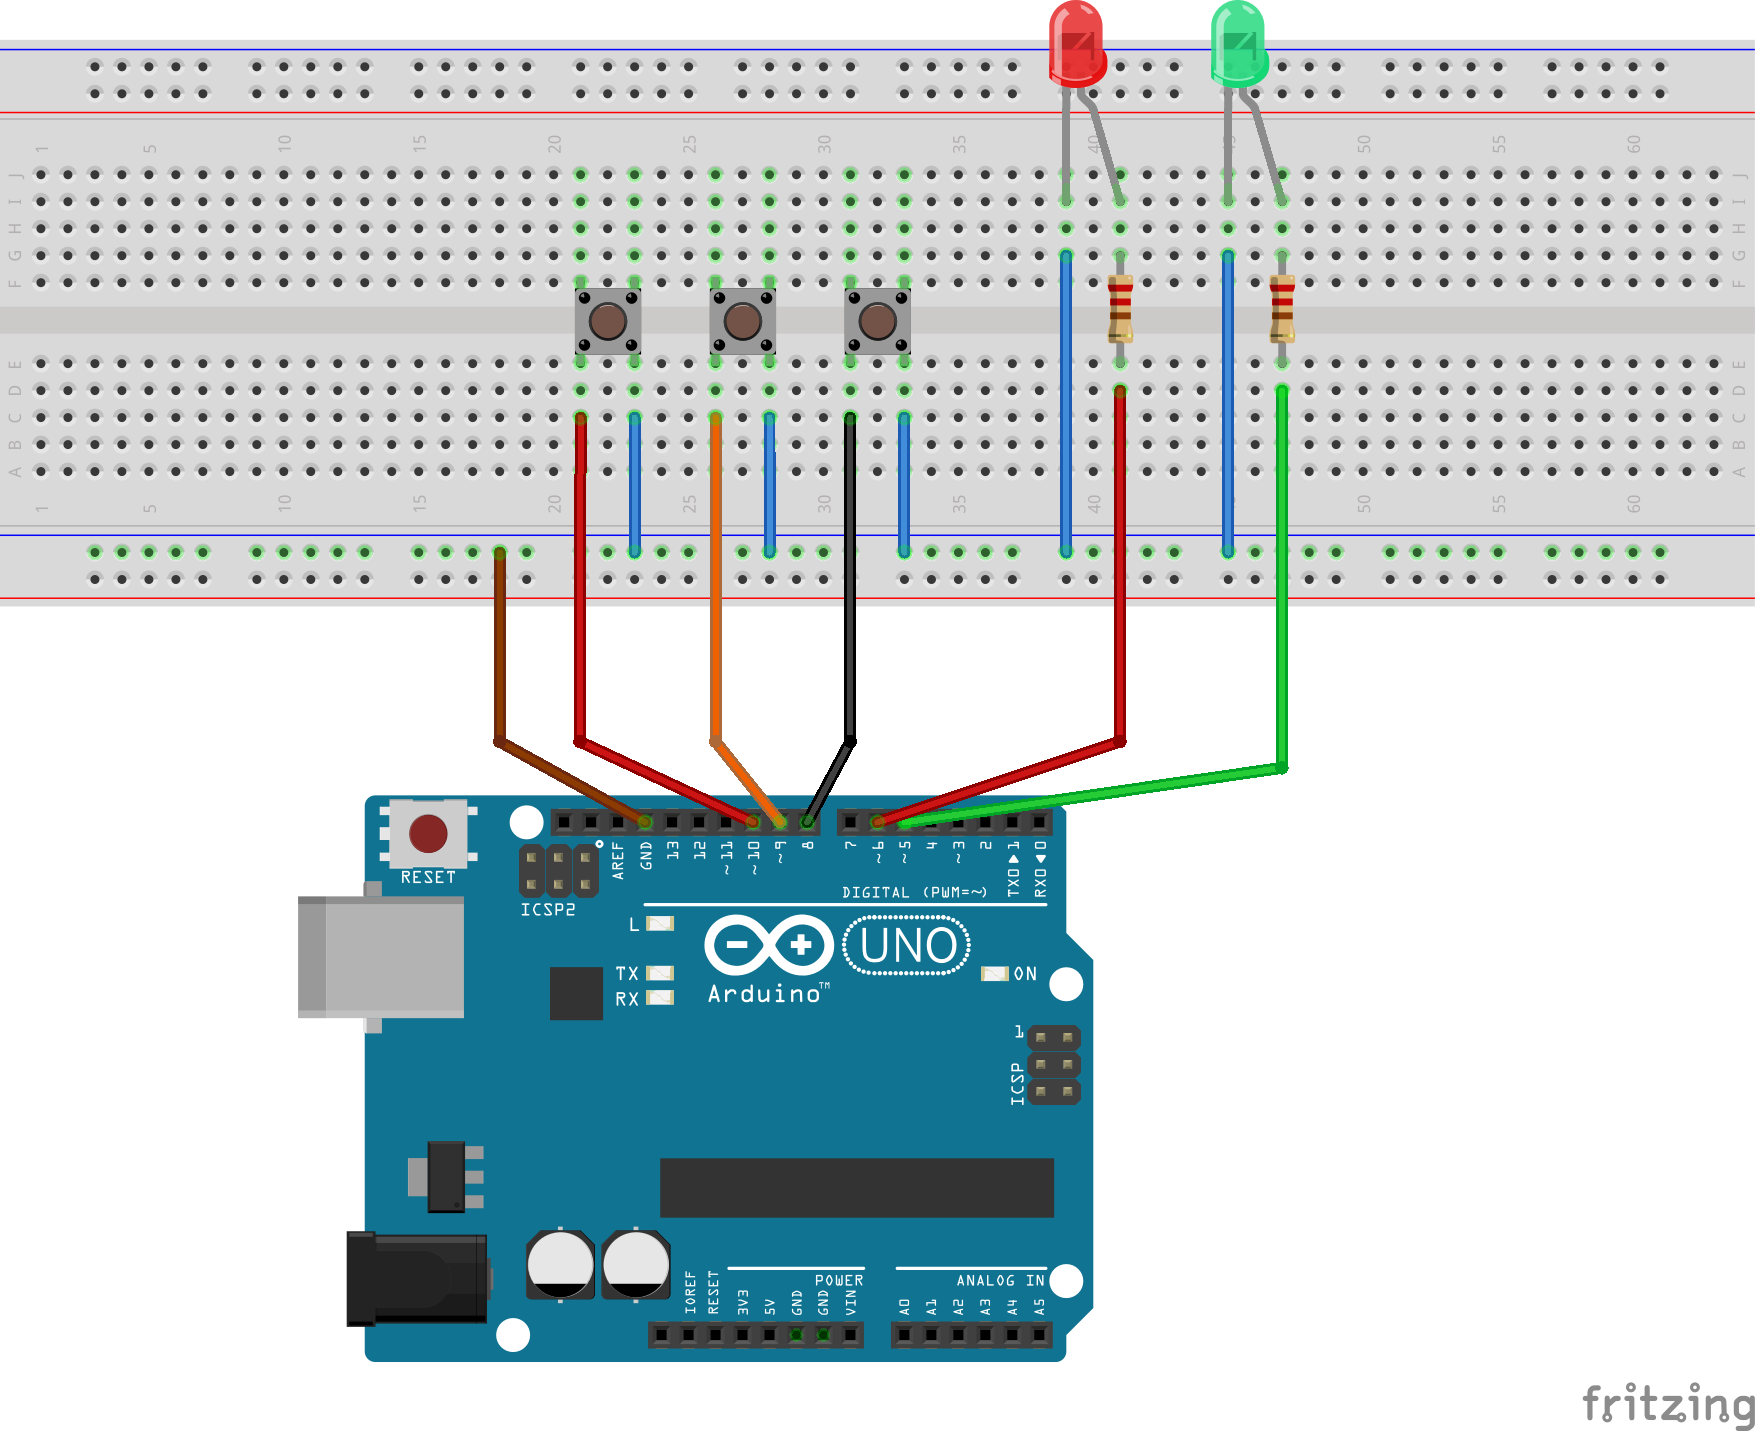 1 5 10 15 20 25 30 35 40 45 50 55 60
J J
I I
H H
G G
F F
E E
D D
C C
B B
A A
1 5 10 15 20 25 30 35 40 50 55 60
RESET
ICSP2
AREF GND 13 12 ~11 ~10 ~9 8 7 ~6 ~5 4 ~3 2 TX0▶1 RX0◀0
DIGITAL (PWM=~)
L
TX
RX
UNO
Arduino™
ON
1
ICSP
POWER
ANALOG IN
IOREF RESET 3V3 5V GND GND VIN A0 A1 A2 A3 A4 A5
fritzing